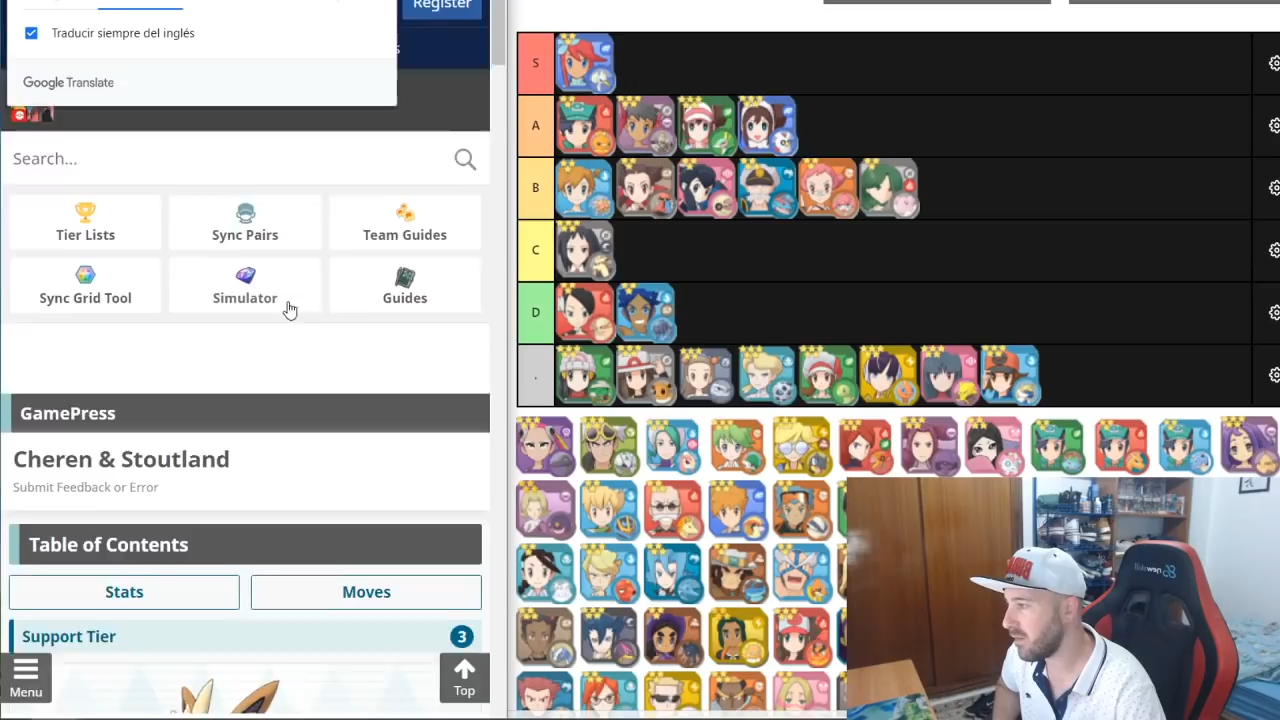 Register
Traducir siempre del inglés
Google Translate
Search...
Tier Lists
Sync Pairs
Team Guides
Sync Grid Tool
Simulator
Guides
GamePress
Cheren & Stoutland
Submit Feedback or Error
Table of Contents
Stats
Moves
Support Tier
3
Menu
Top
S
A
B
C
D
.